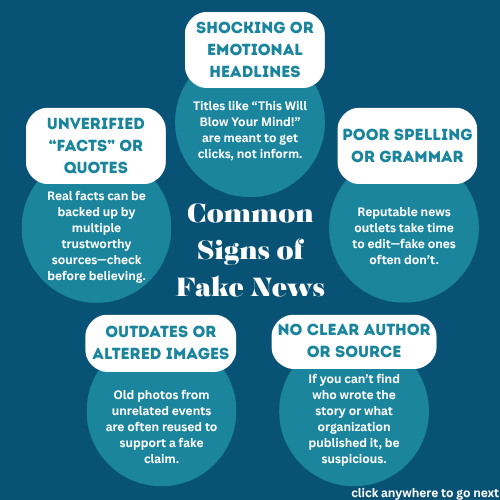 SHOCKING OR
EMOTIONAL
HEADLINES
Titles like “This Will
Blow Your Mind!”
are meant to get
clicks, not inform.
UNVERIFIED
“FACTS” OR
QUOTES
Real facts can be
backed up by
multiple
trustworthy
sources—check
before believing.
POOR SPELLING
OR GRAMMAR
Reputable news
outlets take time
to edit—fake ones
often don’t.
Common
Signs of
Fake News
OUTDATES OR
ALTERED IMAGES
Old photos from
unrelated events
are often reused to
support a fake
claim.
NO CLEAR AUTHOR
OR SOURCE
If you can’t find
who wrote the
story or what
organization
published it, be
suspicious.
click anywhere to go next